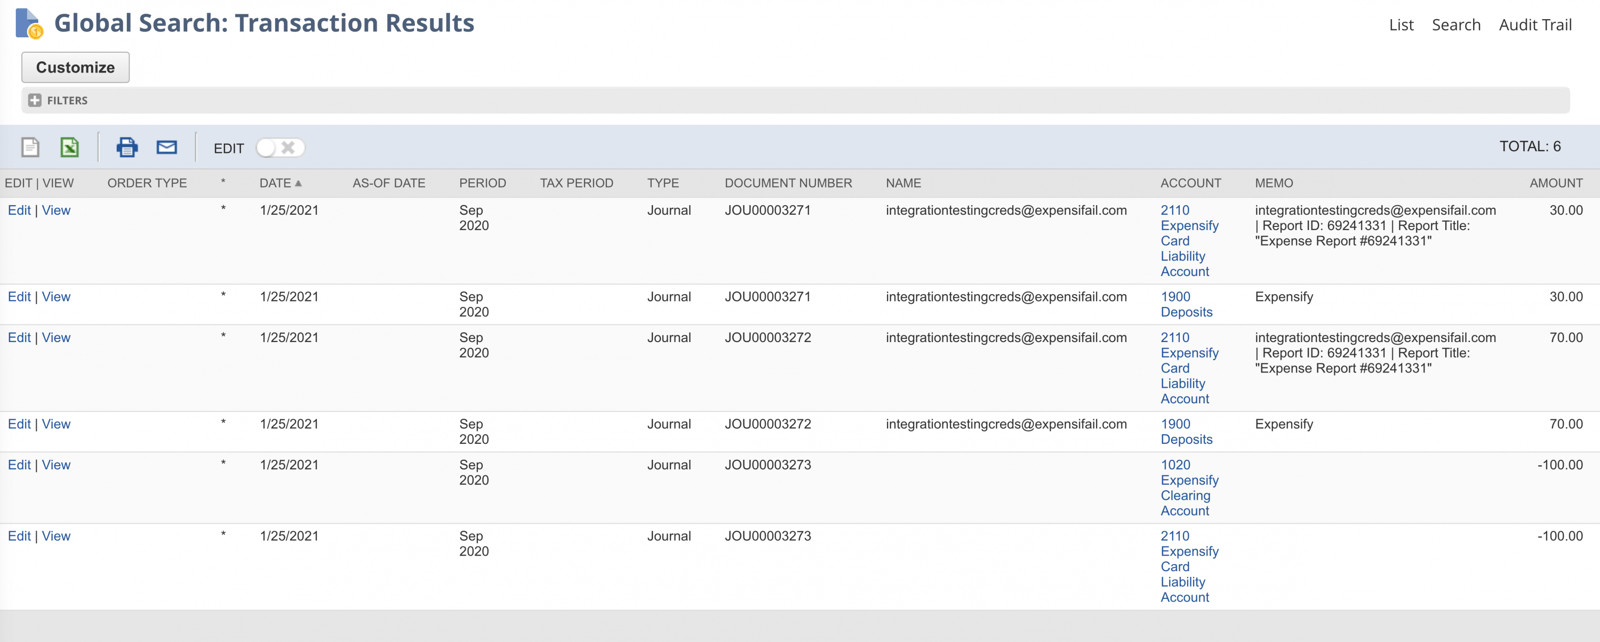 Global Search: Transaction Results
List Search Audit Trail
Customize
FILTERS
EDIT
TOTAL: 6
EDIT | VIEW ORDER TYPE * DATE AS-OF DATE PERIOD TAX PERIOD TYPE DOCUMENT NUMBER NAME ACCOUNT MEMO AMOUNT
Edit | View * 1/25/2021 Sep Journal JOU00003271 integrationtestingcreds@expensifail.com 2110 integrationtestingcreds@expensifail.com 30.00
2020 Expensify | Report ID: 69241331 | Report Title:
Card "Expense Report #69241331"
Liability
Account
Edit | View * 1/25/2021 Sep Journal JOU00003271 integrationtestingcreds@expensifail.com 1900 Expensify 30.00
2020 Deposits
Edit | View * 1/25/2021 Sep Journal JOU00003272 integrationtestingcreds@expensifail.com 2110 integrationtestingcreds@expensifail.com 70.00
2020 Expensify | Report ID: 69241331 | Report Title:
Card "Expense Report #69241331"
Liability
Account
Edit | View * 1/25/2021 Sep Journal JOU00003272 integrationtestingcreds@expensifail.com 1900 Expensify 70.00
2020 Deposits
Edit | View * 1/25/2021 Sep Journal JOU00003273 1020 -100.00
2020 Expensify
Clearing
Account
Edit | View * 1/25/2021 Sep Journal JOU00003273 2110 -100.00
2020 Expensify
Card
Liability
Account